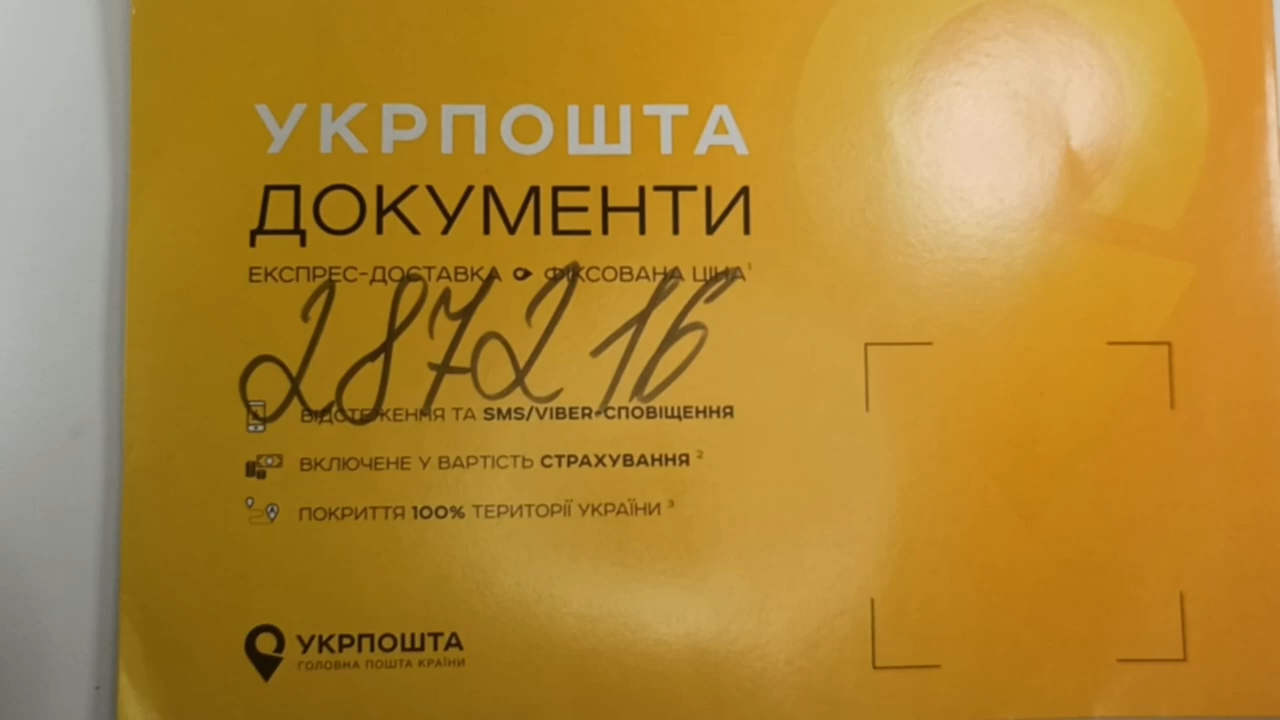 УКРПОШТА
ДОКУМЕНТИ
ЕКСПРЕС-ДОСТАВКА ФІКСОВАНА ЦІНА¹
287216
ВІДСТЕЖЕННЯ ТА SMS/VIBER-СПОВІЩЕННЯ
ВКЛЮЧЕНЕ У ВАРТІСТЬ СТРАХУВАННЯ ²
ПОКРИТТЯ 100% ТЕРИТОРІЇ УКРАЇНИ ³
УКРПОШТА
ГОЛОВНА ПОШТА КРАЇНИ